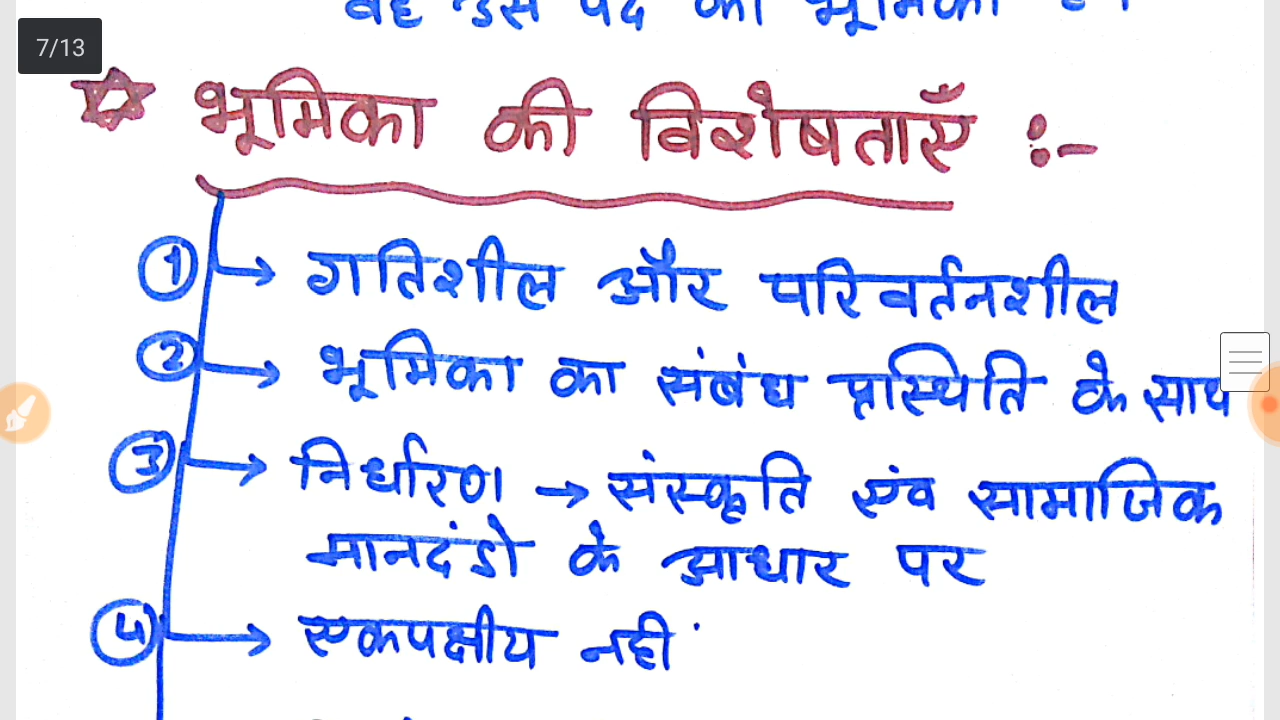 7/13
भूमिका की विशेषताएँ :-
① → गतिशील और परिवर्तनशील
② → भूमिका का संबंध प्रस्थिति के साथ
③ → निर्धारण → संस्कृति एंव सामाजिक
मानदंडो के आधार पर
④ → एकपक्षीय नहीं